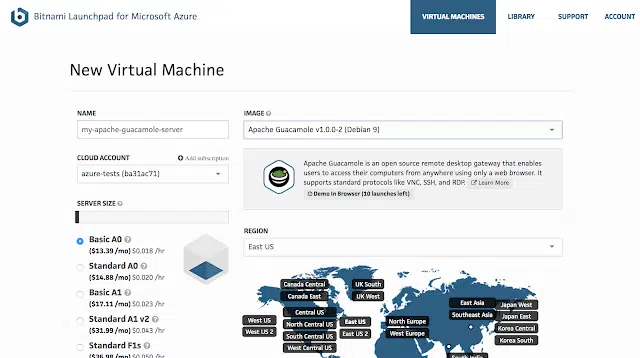 Bitnami Launchpad for Microsoft Azure
VIRTUAL MACHINES
LIBRARY
SUPPORT
ACCOUNT
New Virtual Machine
NAME
my-apache-guacamole-server
CLOUD ACCOUNT
Add subscription
azure-tests (ba31ac71)
SERVER SIZE
Basic A0
($13.39 /mo) $0.018 /hr
Standard A0
($14.88 /mo) $0.020 /hr
Basic A1
($17.11 /mo) $0.023 /hr
Standard A1 v2
($31.99 /mo) $0.043 /hr
Standard F1s
($36.98 /mo) $0.050 /hr
IMAGE
Apache Guacamole v1.0.0-2 (Debian 9)
Apache Guacamole is an open source remote desktop gateway that enables
users to access their computers from anywhere using only a web browser. It
supports standard protocols like VNC, SSH, and RDP. Learn More
Demo In Browser (10 launches left)
REGION
East US
Canada Central
Canada East
UK South
UK West
Central US
West US
North Central US
East US
North Europe
West US 2
South Central US
East US 2
West Europe
West Central US
East Asia
Southeast Asia
Japan West
Japan East
Korea Central
Korea South
South India